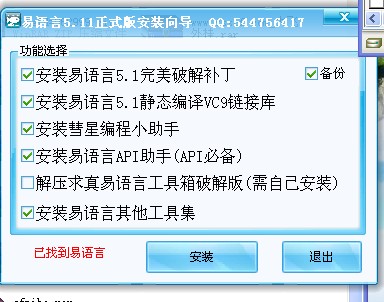 易语言5.11正式版安装向导 QQ:544756417
功能选择
安装易语言5.1完美破解补丁
备份
安装易语言5.1静态编译VC9链接库
安装彗星编程小助手
安装易语言API助手(API必备)
解压求真易语言工具箱破解版(需自己安装)
安装易语言其他工具集
已找到易语言
安装
退出